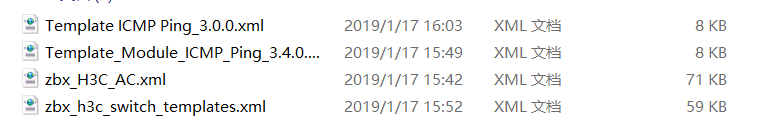 Template ICMP Ping_3.0.0.xml 2019/1/17 16:03 XML 文档 8 KB
Template_Module_ICMP_Ping_3.4.0.... 2019/1/17 15:49 XML 文档 8 KB
zbx_H3C_AC.xml 2019/1/17 15:42 XML 文档 71 KB
zbx_h3c_switch_templates.xml 2019/1/17 15:52 XML 文档 59 KB